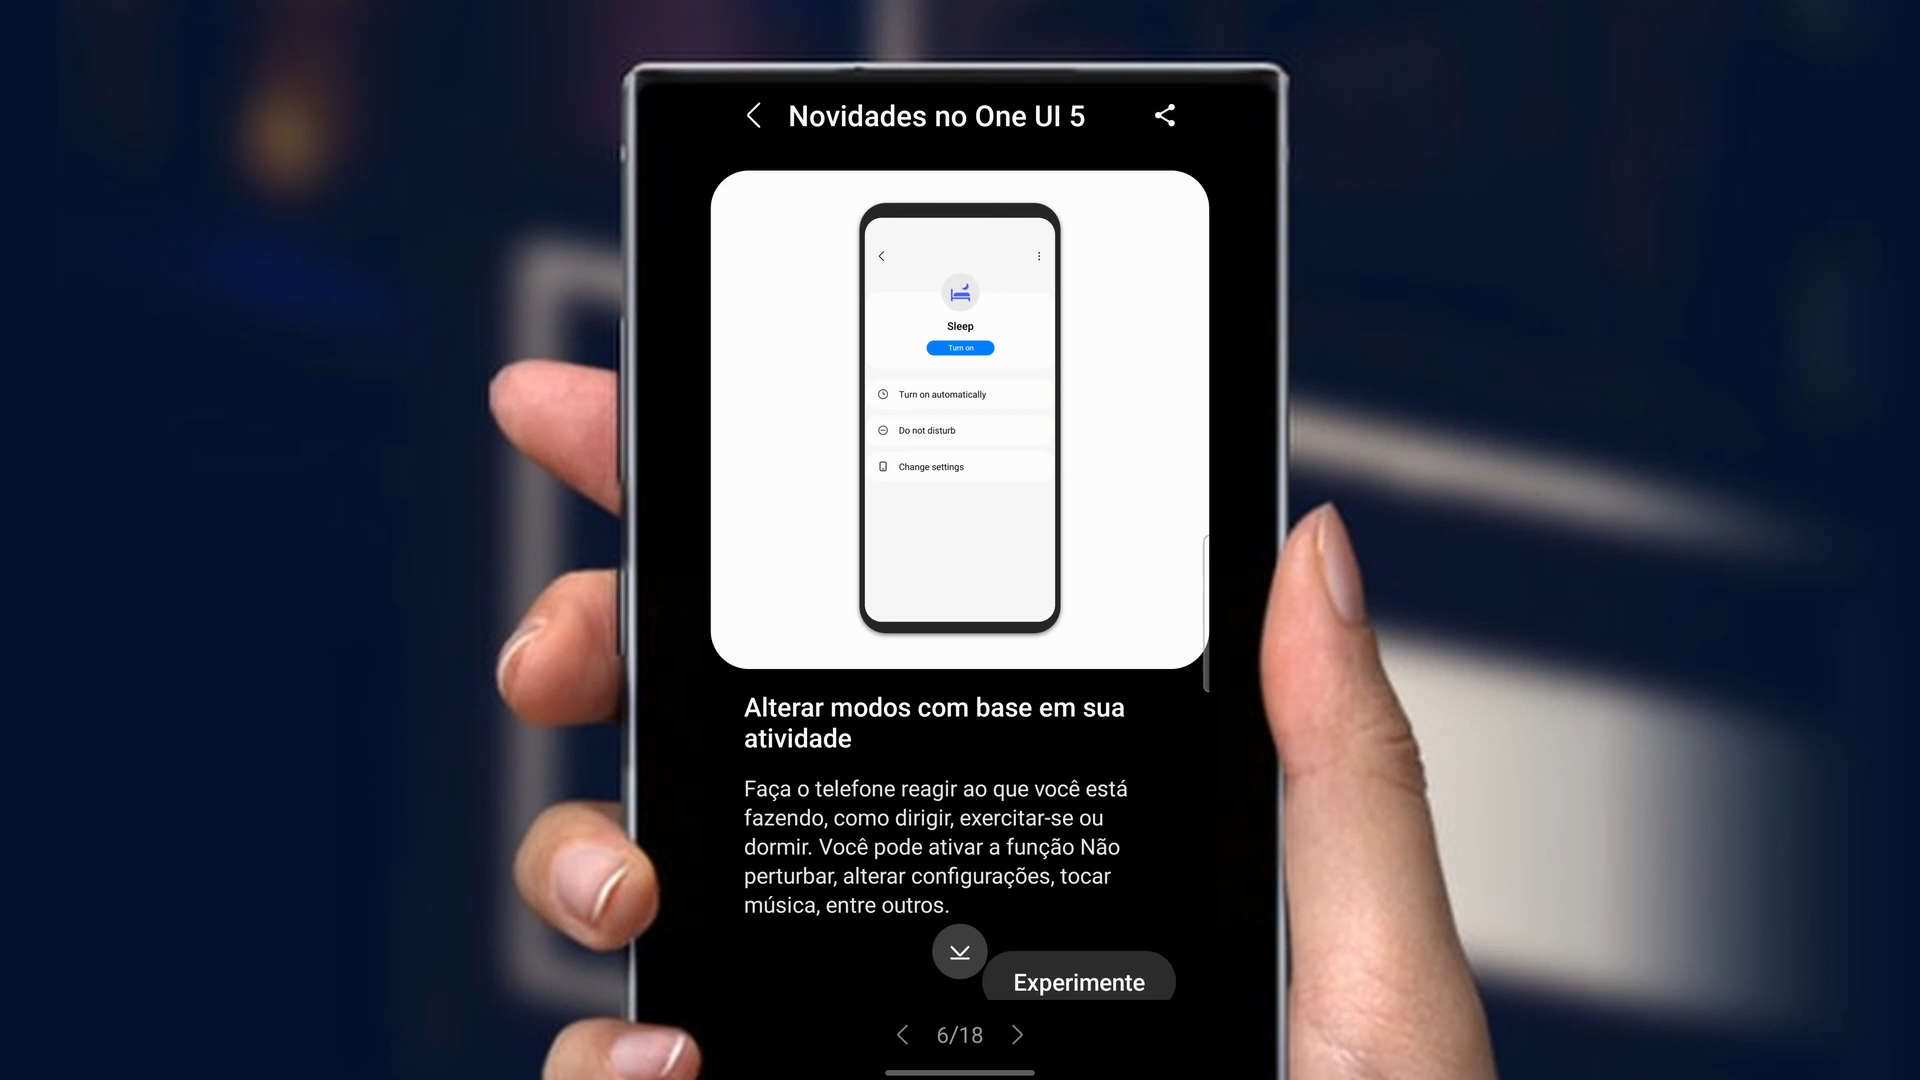 Novidades no One UI 5
Sleep
Turn on
Turn on automatically
Do not disturb
Change settings
Alterar modos com base em sua
atividade
Faça o telefone reagir ao que você está
fazendo, como dirigir, exercitar-se ou
dormir. Você pode ativar a função Não
perturbar, alterar configurações, tocar
música, entre outros.
Experimente
6/18